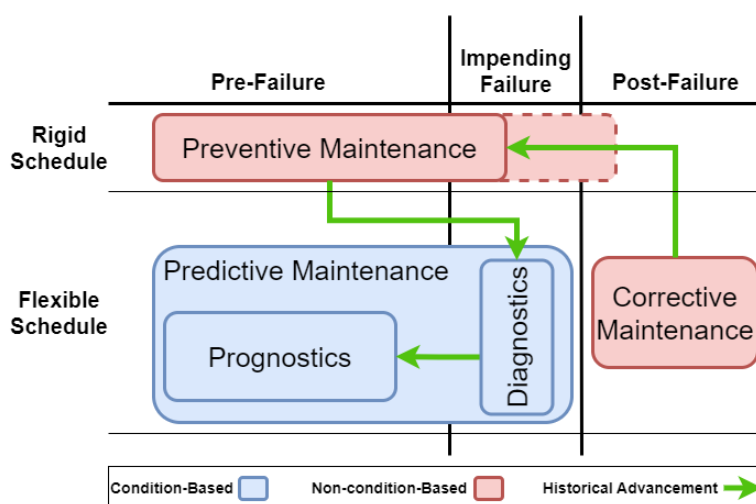 Pre-Failure
Impending
Failure
Post-Failure
Rigid
Schedule
Preventive Maintenance
Flexible
Schedule
Predictive Maintenance
Prognostics
Diagnostics
Corrective
Maintenance
Condition-Based
Non-condition-Based
Historical Advancement